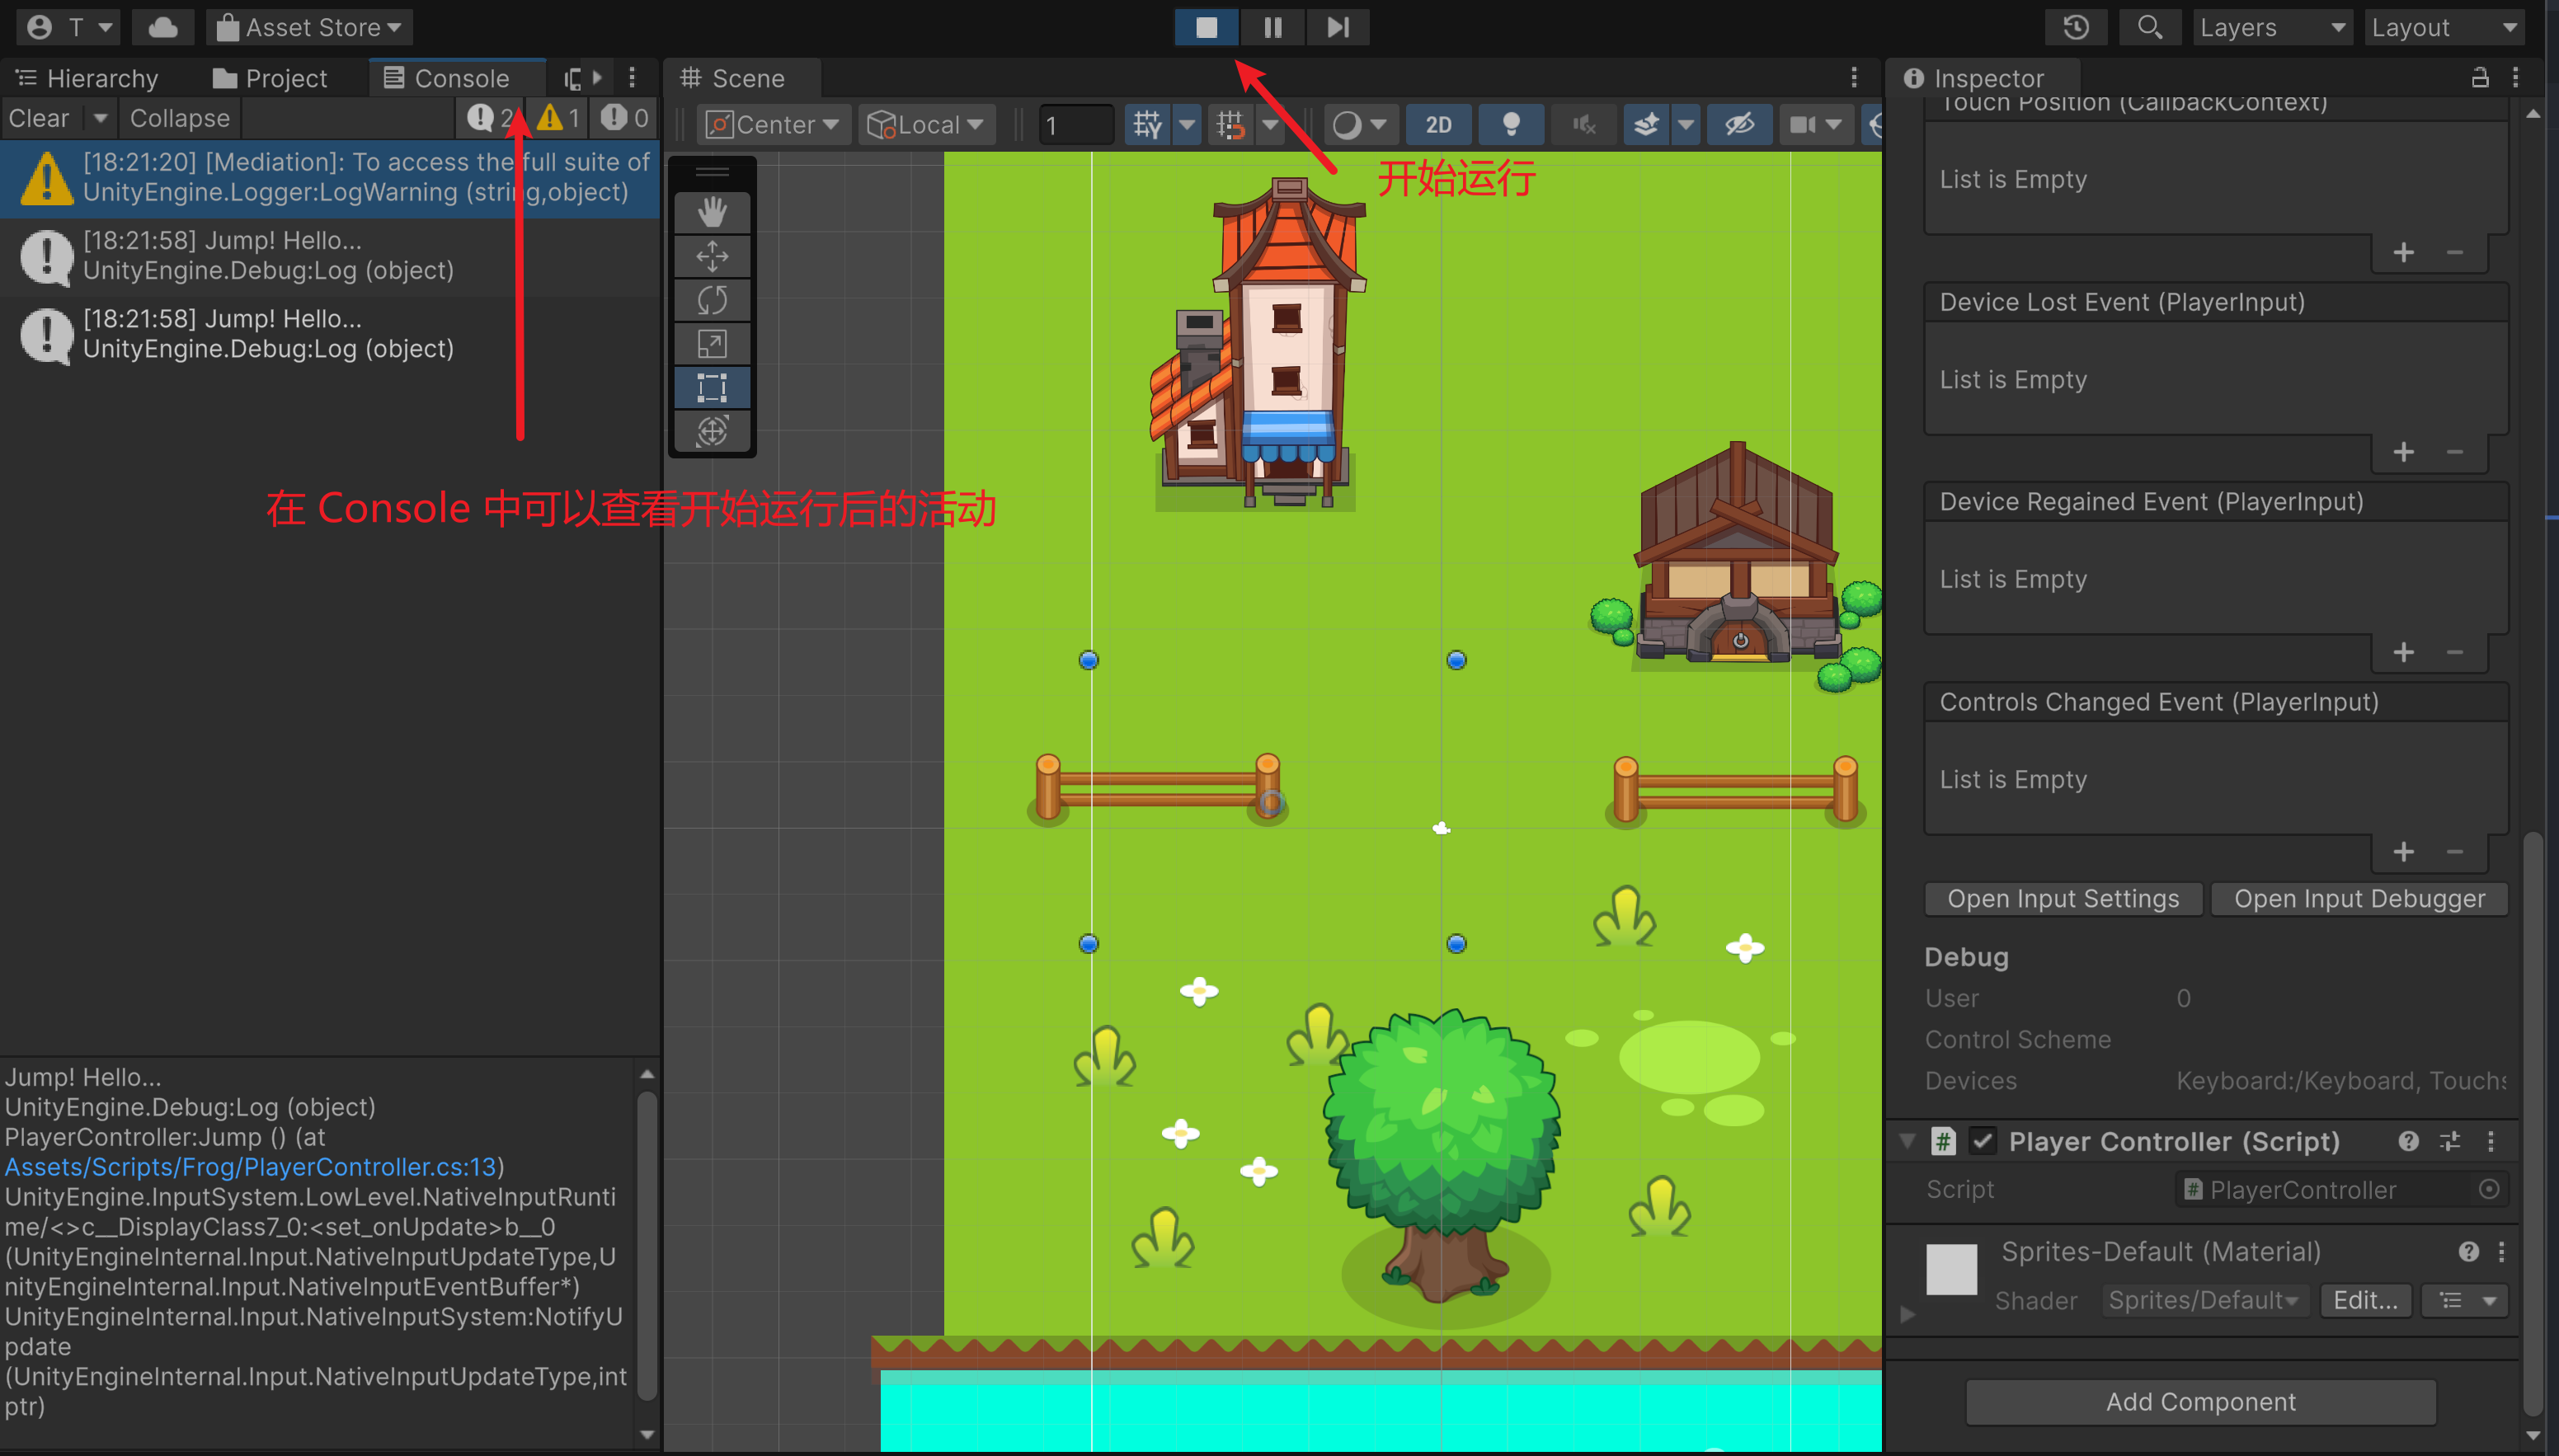 T
Asset Store
Layers
Layout
Hierarchy
Project
Console
Scene
Inspector
Clear
Collapse
2
1
0
Center
Local
1
2D
[18:21:20] [Mediation]: To access the full suite of
UnityEngine.Logger:LogWarning (string,object)
[18:21:58] Jump! Hello...
UnityEngine.Debug:Log (object)
[18:21:58] Jump! Hello...
UnityEngine.Debug:Log (object)
开始运行
在 Console 中可以查看开始运行后的活动
Jump! Hello...
UnityEngine.Debug:Log (object)
PlayerController:Jump () (at
Assets/Scripts/Frog/PlayerController.cs:13)
UnityEngine.InputSystem.LowLevel.NativeInputRunti
me/<>c__DisplayClass7_0:<set_onUpdate>b__0
(UnityEngineInternal.Input.NativeInputUpdateType,U
nityEngineInternal.Input.NativeInputEventBuffer*)
UnityEngineInternal.Input.NativeInputSystem:NotifyU
pdate
(UnityEngineInternal.Input.NativeInputUpdateType,int
ptr)
Touch Position (CallbackContext)
List is Empty
Device Lost Event (PlayerInput)
List is Empty
Device Regained Event (PlayerInput)
List is Empty
Controls Changed Event (PlayerInput)
List is Empty
Open Input Settings
Open Input Debugger
Debug
User 0
Control Scheme
Devices Keyboard:/Keyboard, Touchs
# Player Controller (Script)
Script # PlayerController
Sprites-Default (Material)
Shader Sprites/Default Edit...
Add Component